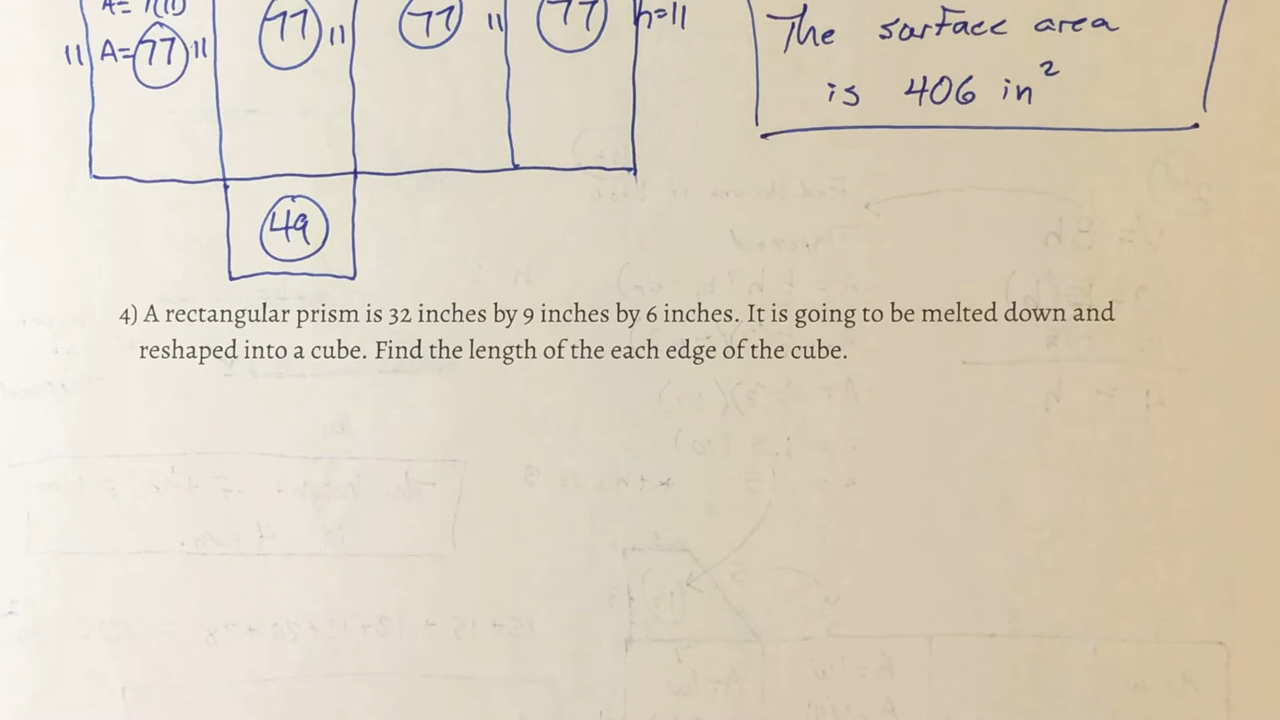 11 A=77 11
77 11
77 11
77 h=11
The surface area
is 406 in²
49
4) A rectangular prism is 32 inches by 9 inches by 6 inches. It is going to be melted down and
reshaped into a cube. Find the length of the each edge of the cube.